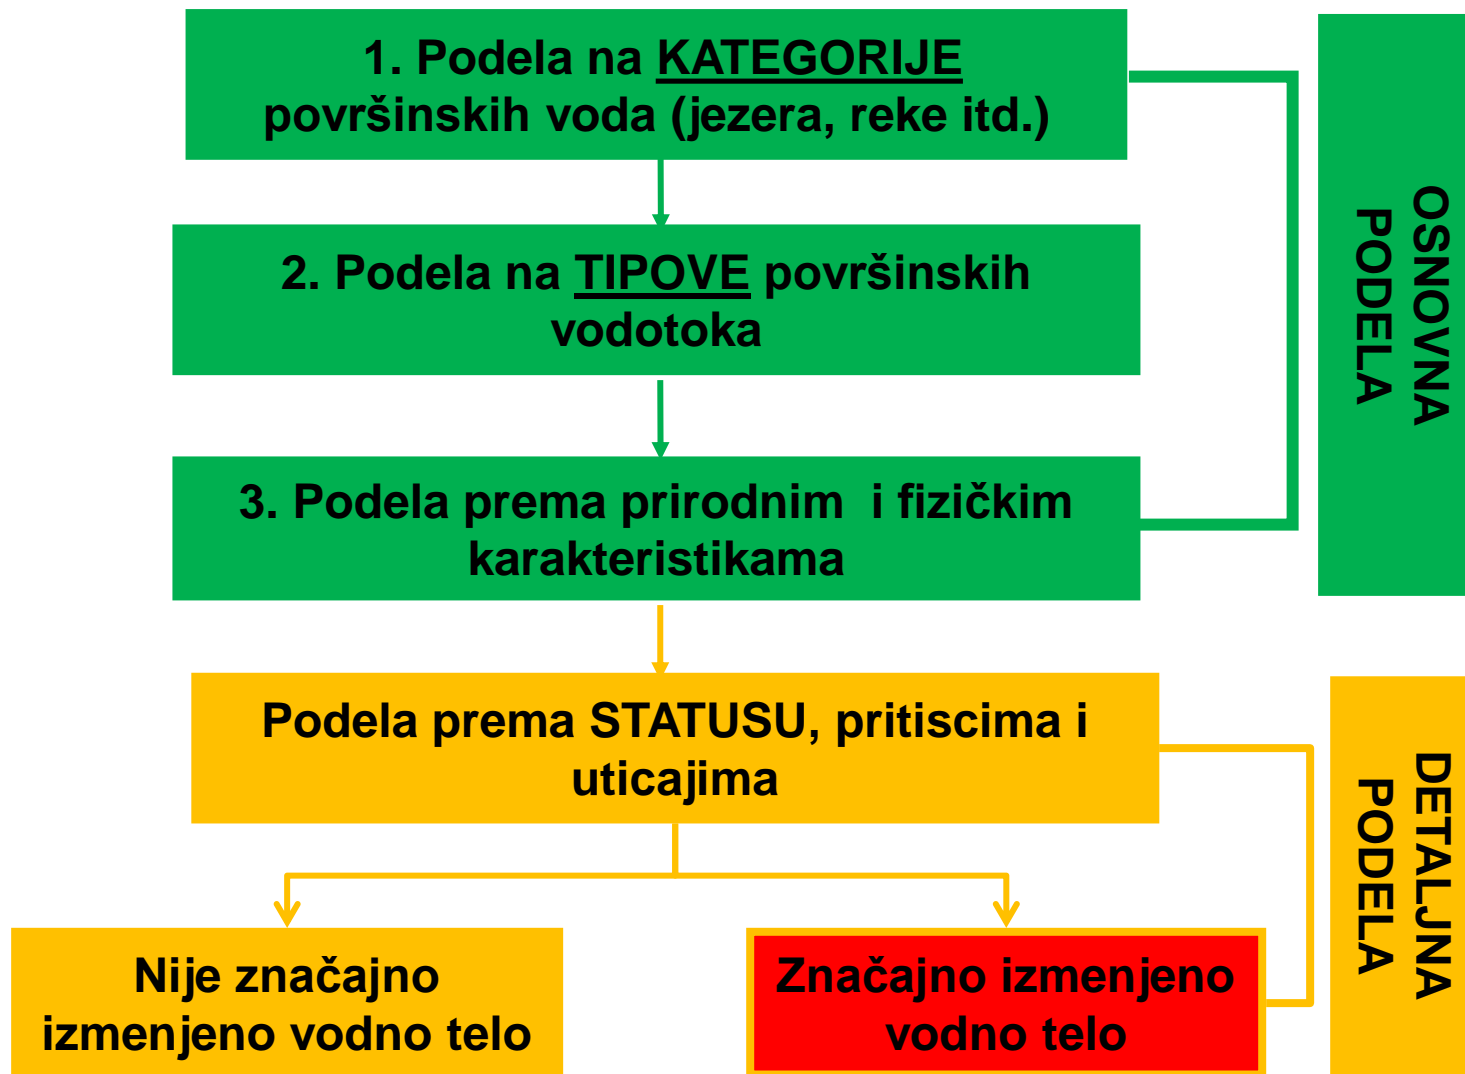 1. Podela na KATEGORIJE
površinskih voda (jezera, reke itd.)
2. Podela na TIPOVE površinskih
vodotoka
3. Podela prema prirodnim i fizičkim
karakteristikama
OSNOVNA
PODELA
Podela prema STATUSU, pritiscima i
uticajima
Nije značajno
izmenjeno vodno telo
Značajno izmenjeno
vodno telo
DETALJNA
PODELA